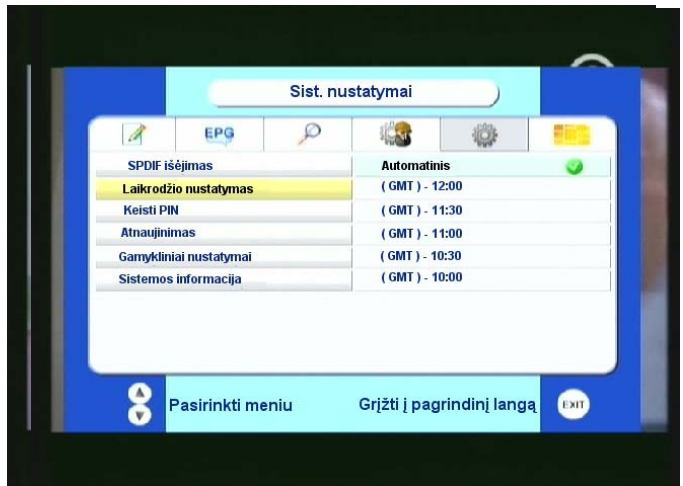 Sist. nustatymai
EPG
SPDIF išėjimas Automatinis
Laikrodžio nustatymas ( GMT ) - 12:00
Keisti PIN ( GMT ) - 11:30
Atnaujinimas ( GMT ) - 11:00
Gamykliniai nustatymai ( GMT ) - 10:30
Sistemos informacija ( GMT ) - 10:00
Pasirinkti meniu Grįžti į pagrindinį langą EXIT